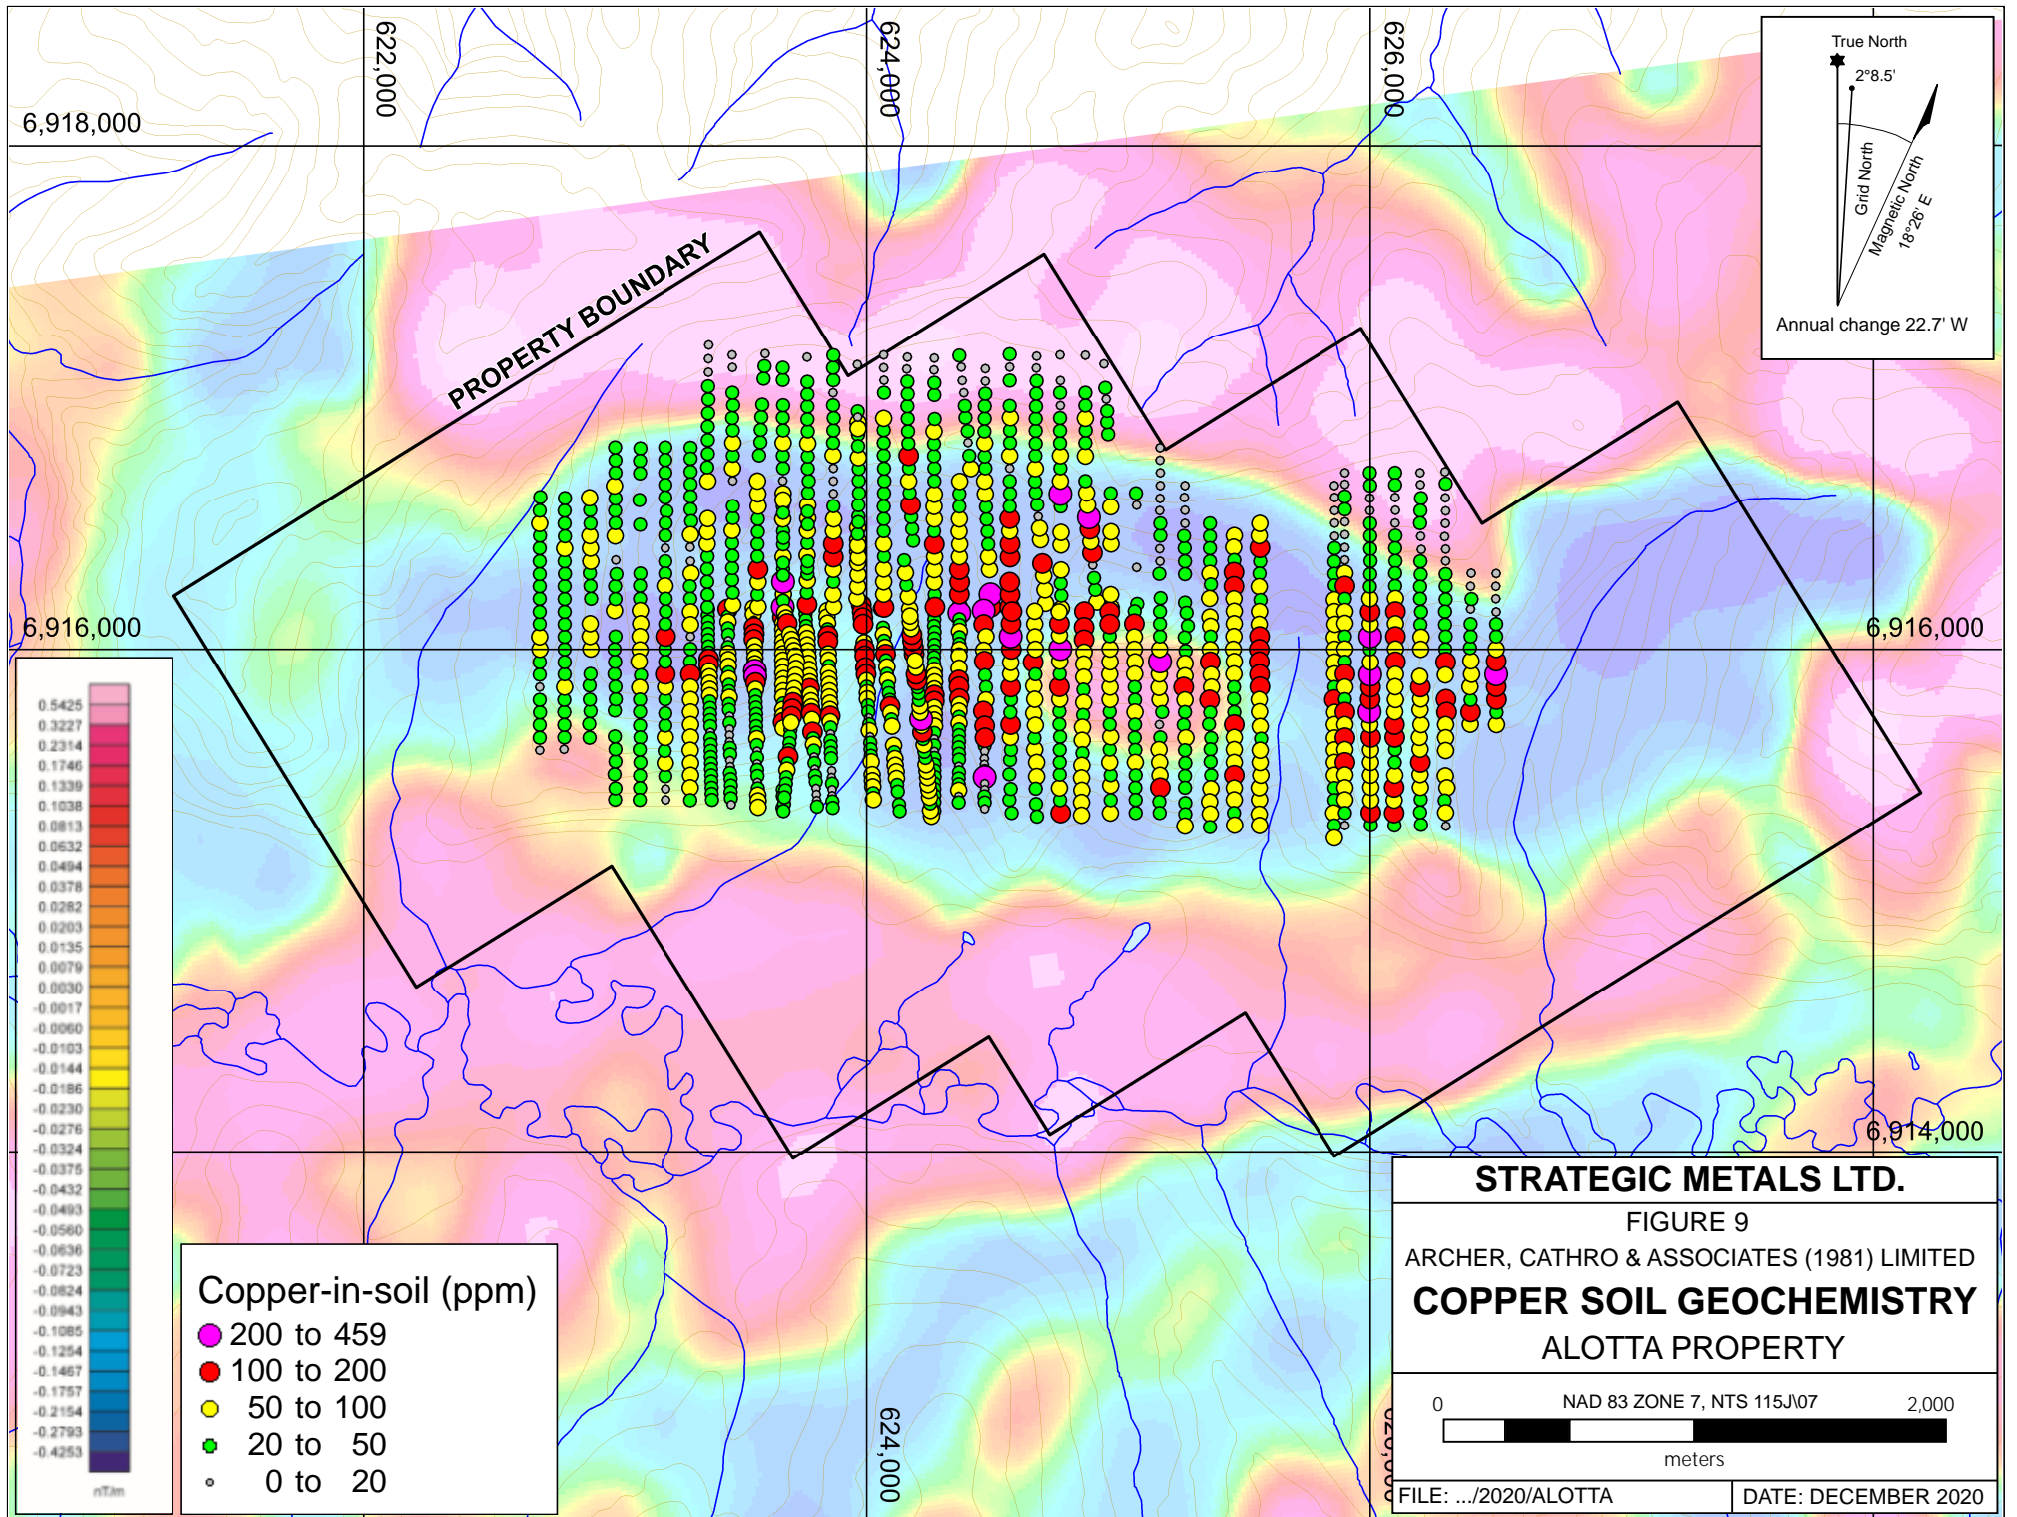 622,000
624,000
626,000
6,918,000
True North
2°8.5'
Grid North
Magnetic North
18°26' E
Annual change 22.7' W
PROPERTY BOUNDARY
6,916,000
6,916,000
0.5425
0.3227
0.2314
0.1746
0.1339
0.1038
0.0813
0.0632
0.0494
0.0378
0.0282
0.0203
0.0135
0.0079
0.0030
-0.0017
-0.0060
-0.0103
-0.0144
-0.0186
-0.0230
-0.0276
-0.0324
-0.0375
-0.0432
-0.0493
-0.0560
-0.0636
-0.0723
-0.0824
-0.0943
-0.1085
-0.1254
-0.1467
-0.1757
-0.2154
-0.2793
-0.4253
nT/m
6,914,000
Copper-in-soil (ppm)
200 to 459
100 to 200
50 to 100
20 to 50
0 to 20
624,000
STRATEGIC METALS LTD.
FIGURE 9
ARCHER, CATHRO & ASSOCIATES (1981) LIMITED
COPPER SOIL GEOCHEMISTRY
ALOTTA PROPERTY
0 NAD 83 ZONE 7, NTS 115J\07 2,000
meters
FILE: .../2020/ALOTTA
DATE: DECEMBER 2020